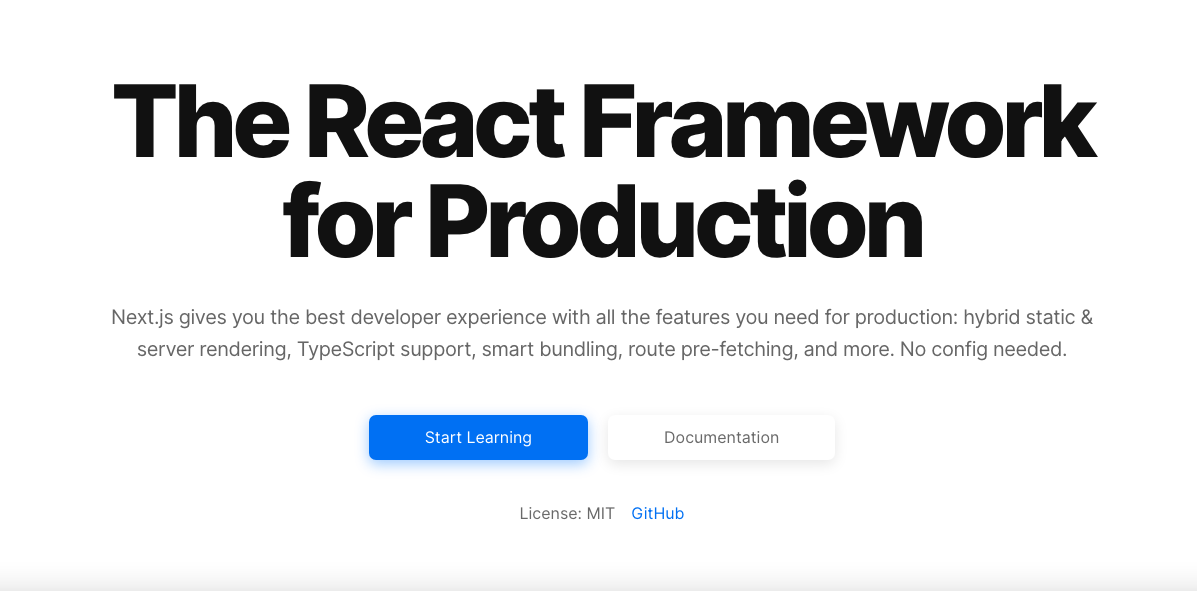 The React Framework
for Production
Next.js gives you the best developer experience with all the features you need for production: hybrid static &
server rendering, TypeScript support, smart bundling, route pre-fetching, and more. No config needed.
Start Learning
Documentation
License: MIT GitHub